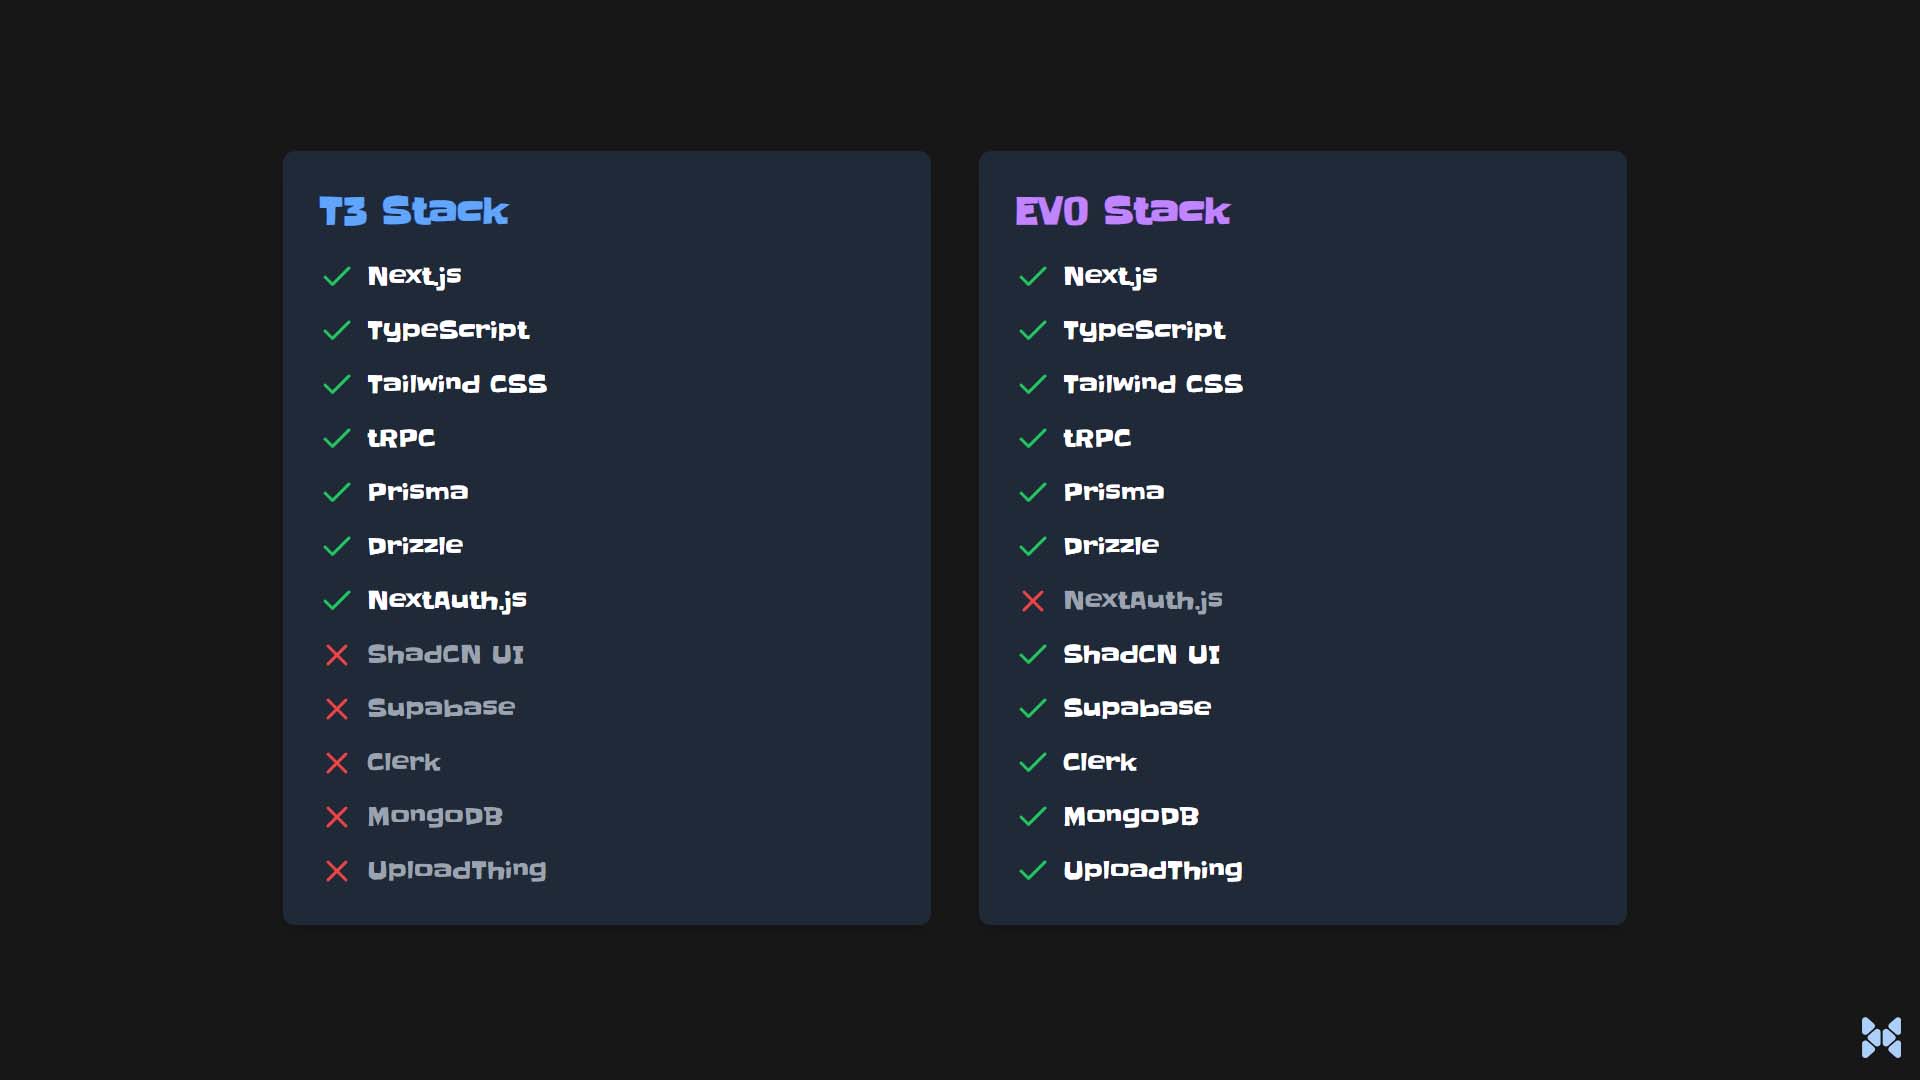 T3 Stack
Next.js
TypeScript
Tailwind CSS
tRPC
Prisma
Drizzle
NextAuth.js
ShadCN UI
Supabase
Clerk
MongoDB
UploadThing
EVO Stack
Next.js
TypeScript
Tailwind CSS
tRPC
Prisma
Drizzle
NextAuth.js
ShadCN UI
Supabase
Clerk
MongoDB
UploadThing